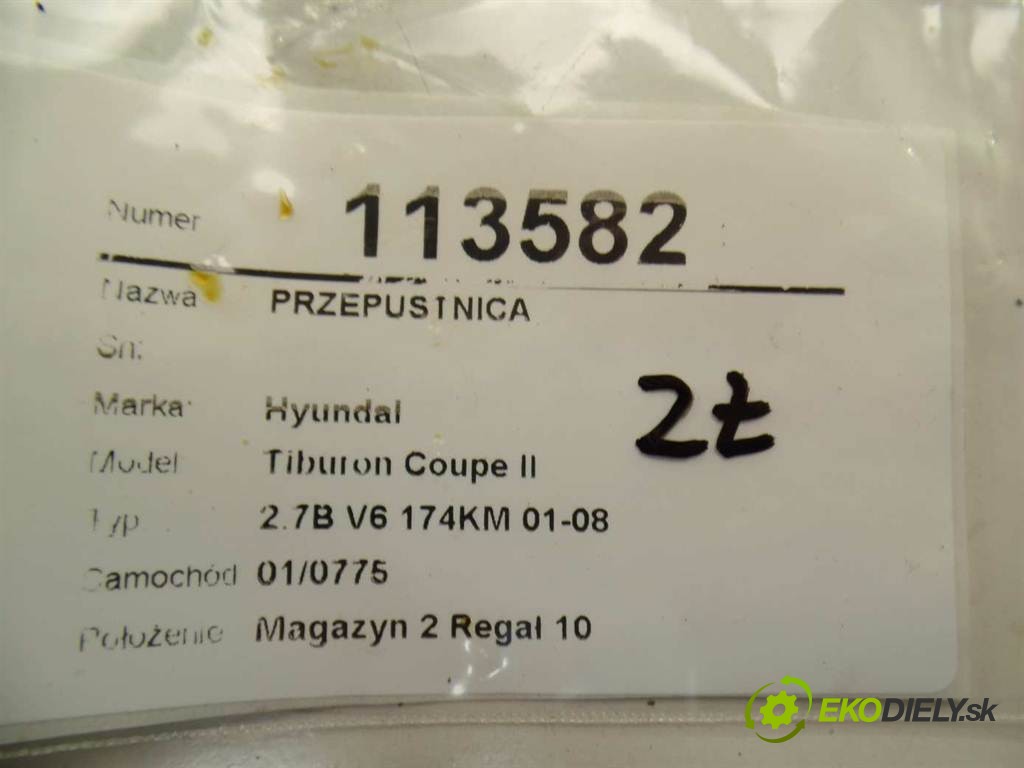 Numer 113582
Nazwa PRZEPUSTNICA
Sn:
Marka Hyundai
Model Tiburon Coupe II
Typ 2.7B V6 174KM 01-08
Samochód 01/0775
Położenie Magazyn 2 Regał 10
2ł
EKODIELY.sk